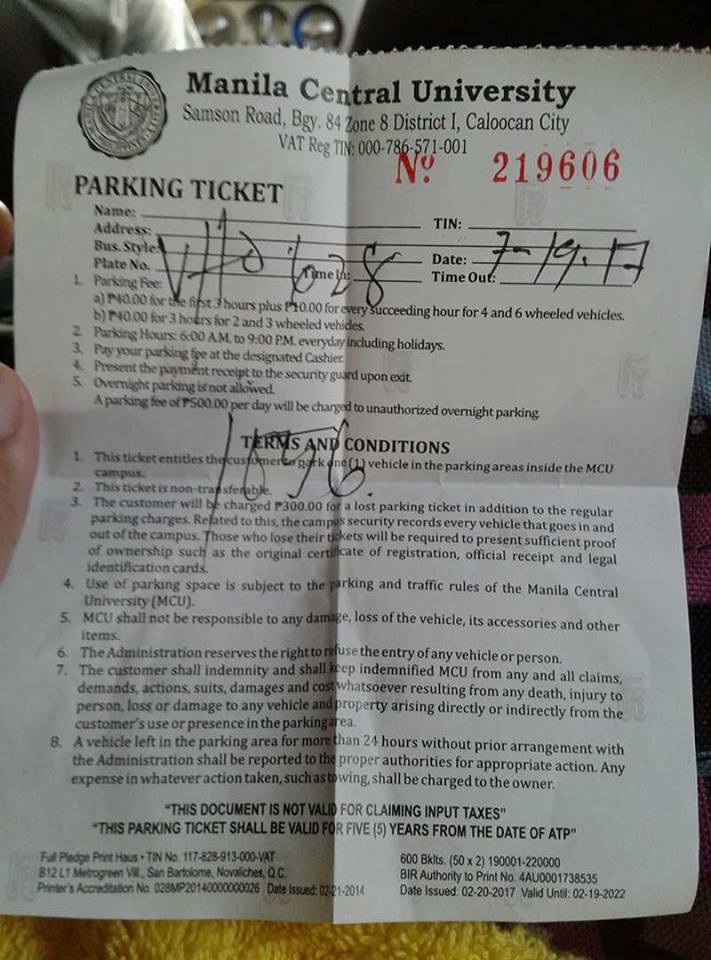 Manila Central University
Samson Road, Bgy. 84 Zone 8 District I, Caloocan City
VAT Reg TIN: 000-786-571-001
Nº 219606
PARKING TICKET
Name:
TIN:
Address:
Bus. Style:
Date: 7-19-17
Plate No. 628 Time In:
Time Out:
1. Parking Fee:
a) ₱40.00 for the first 3 hours plus ₱10.00 for every succeeding hour for 4 and 6 wheeled vehicles.
b) ₱40.00 for 3 hours for 2 and 3 wheeled vehicles.
2. Parking Hours: 6:00 A.M. to 9:00 P.M. everyday including holidays.
3. Pay your parking fee at the designated Cashier.
4. Present the payment receipt to the security guard upon exit.
5. Overnight parking is not allowed.
A parking fee of ₱500.00 per day will be charged to unauthorized overnight parking.
TERMS AND CONDITIONS
1. This ticket entitles the customer to park one (1) vehicle in the parking areas inside the MCU
campus.
2. This ticket is non-transferable.
3. The customer will be charged ₱300.00 for a lost parking ticket in addition to the regular
parking charges. Related to this, the campus security records every vehicle that goes in and
out of the campus. Those who lose their tickets will be required to present sufficient proof
of ownership such as the original certificate of registration, official receipt and legal
identification cards.
4. Use of parking space is subject to the parking and traffic rules of the Manila Central
University (MCU).
5. MCU shall not be responsible to any damage, loss of the vehicle, its accessories and other
items.
6. The Administration reserves the right to refuse the entry of any vehicle or person.
7. The customer shall indemnity and shall keep indemnified MCU from any and all claims,
demands, actions, suits, damages and cost whatsoever resulting from any death, injury to
person, loss or damage to any vehicle and property arising directly or indirectly from the
customer's use or presence in the parking area.
8. A vehicle left in the parking area for more than 24 hours without prior arrangement with
the Administration shall be reported to the proper authorities for appropriate action. Any
expense in whatever action taken, such as towing, shall be charged to the owner.
"THIS DOCUMENT IS NOT VALID FOR CLAIMING INPUT TAXES"
"THIS PARKING TICKET SHALL BE VALID FOR FIVE (5) YEARS FROM THE DATE OF ATP"
Full Pledge Print Haus • TIN No. 117-828-913-000-VAT
B12 L1 Metrogreen Vill., San Bartolome, Novaliches, Q.C.
Printer's Accreditation No. 028MP20140000000026 Date Issued: 02-21-2014
600 Bklts. (50 x 2) 190001-220000
BIR Authority to Print No. 4AU0001738535
Date Issued: 02-20-2017 Valid Until: 02-19-2022